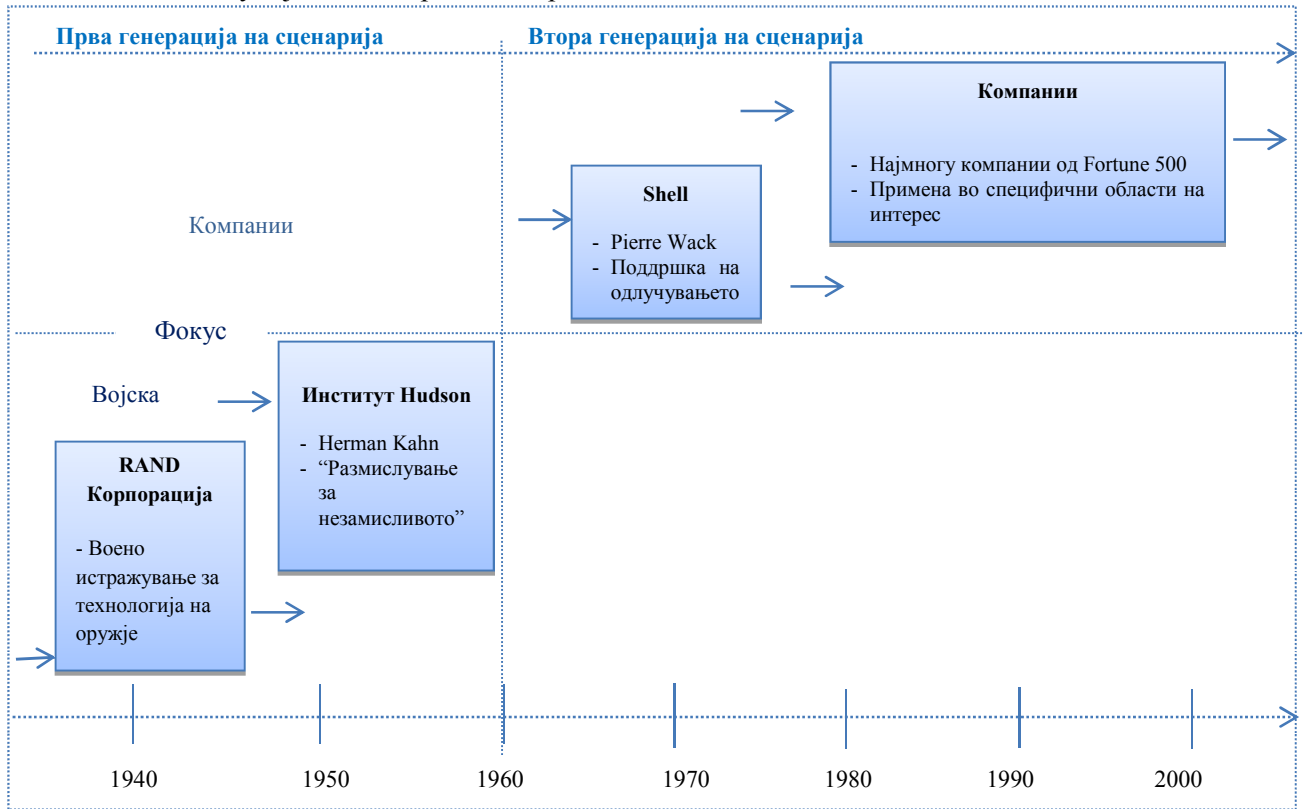 Прва генерација на сценарија
Втора генерација на сценарија
Компании
- Најмногу компании од Fortune 500
- Примена во специфични области на
интерес
Shell
- Pierre Wack
- Поддршка на
одлучувањето
Компании
Фокус
Војска
Институт Hudson
- Herman Kahn
- “Размислување
за
незамисливото”
RAND
Корпорација
- Воено
истражување за
технологија на
оружје
1940 1950 1960 1970 1980 1990 2000